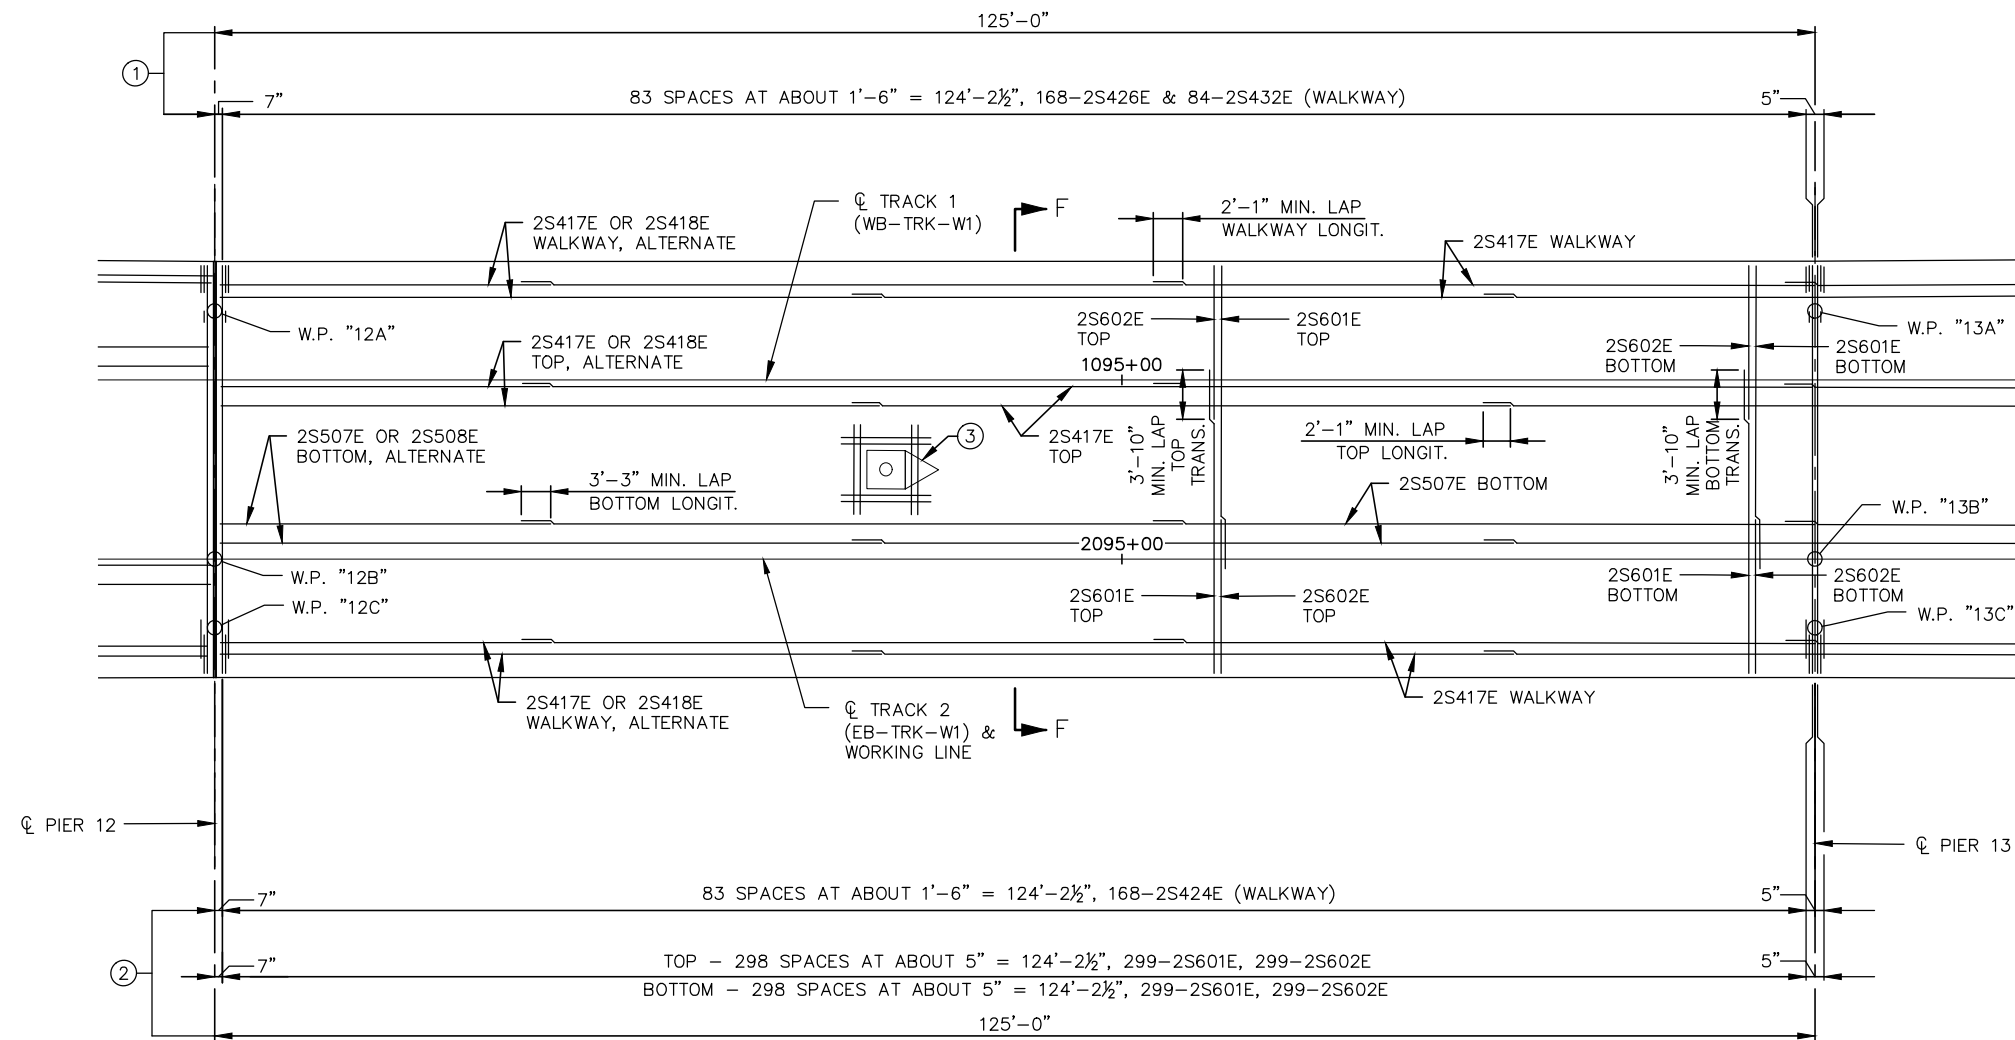 125'-0"
1
7"
83 SPACES AT ABOUT 1'-6" = 124'-2½", 168-2S426E & 84-2S432E (WALKWAY)
5"
2S417E OR 2S418E
WALKWAY, ALTERNATE
℄ TRACK 1
(WB-TRK-W1)
F
2'-1" MIN. LAP
WALKWAY LONGIT.
2S417E WALKWAY
W.P. "12A"
2S602E
TOP
2S601E
TOP
W.P. "13A"
2S417E OR 2S418E
TOP, ALTERNATE
1095+00
2S602E
BOTTOM
2S601E
BOTTOM
2S507E OR 2S508E
BOTTOM, ALTERNATE
3
2S417E
TOP
3'-10"
MIN. LAP
TOP
TRANS.
2'-1" MIN. LAP
TOP LONGIT.
3'-10"
MIN. LAP
BOTTOM
TRANS.
3'-3" MIN. LAP
BOTTOM LONGIT.
2S507E BOTTOM
W.P. "13B"
2095+00
W.P. "12B"
W.P. "12C"
2S601E
TOP
2S602E
TOP
2S601E
BOTTOM
2S602E
BOTTOM
W.P. "13C"
2S417E OR 2S418E
WALKWAY, ALTERNATE
℄ TRACK 2
(EB-TRK-W1) &
WORKING LINE
F
2S417E WALKWAY
℄ PIER 12
℄ PIER 13
7"
83 SPACES AT ABOUT 1'-6" = 124'-2½", 168-2S424E (WALKWAY)
5"
2
7"
TOP - 298 SPACES AT ABOUT 5" = 124'-2½", 299-2S601E, 299-2S602E
5"
BOTTOM - 298 SPACES AT ABOUT 5" = 124'-2½", 299-2S601E, 299-2S602E
125'-0"